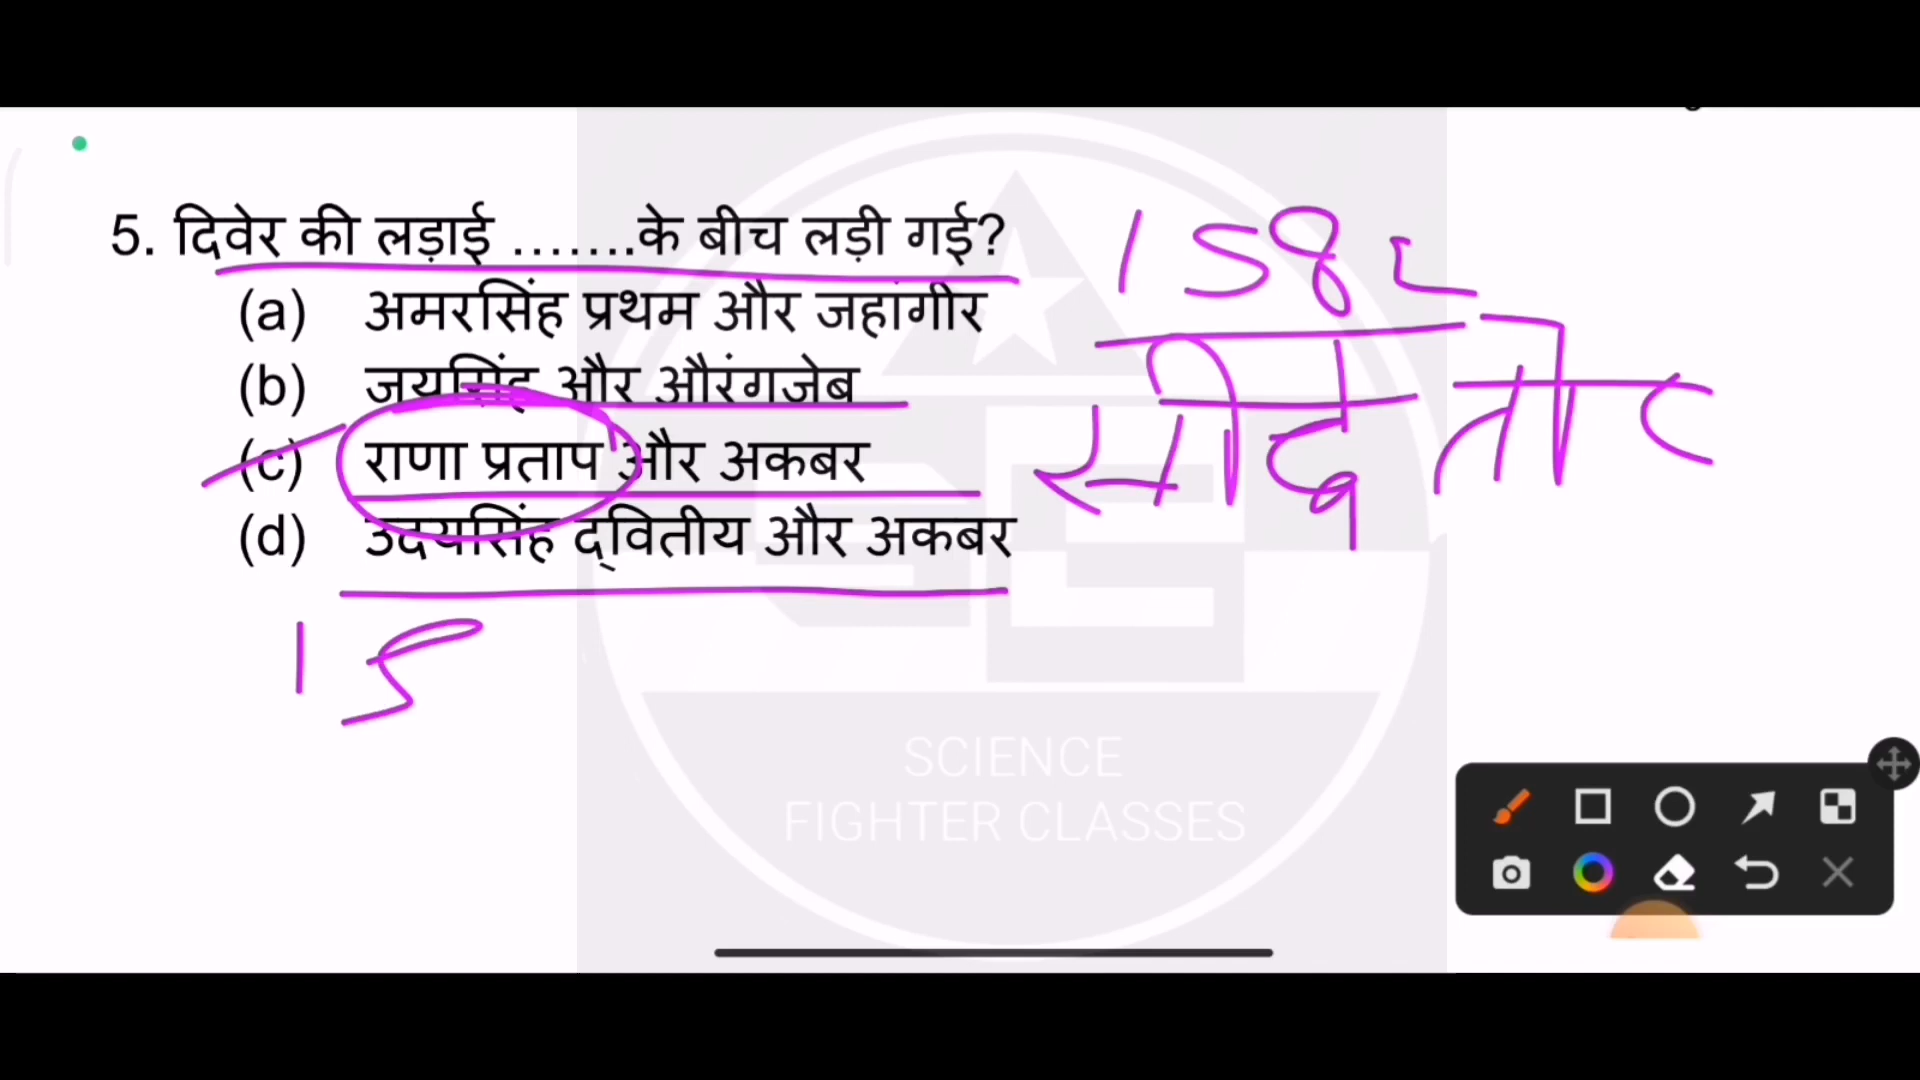 5. दिवेर की लड़ाई .......के बीच लड़ी गई?
(a) अमरसिंह प्रथम और जहांगीर
(b) जयसिंह और औरंगजेब
(c) राणा प्रताप और अकबर
(d) उदयसिंह द्वितीय और अकबर
1582
15
SCIENCE
FIGHTER CLASSES